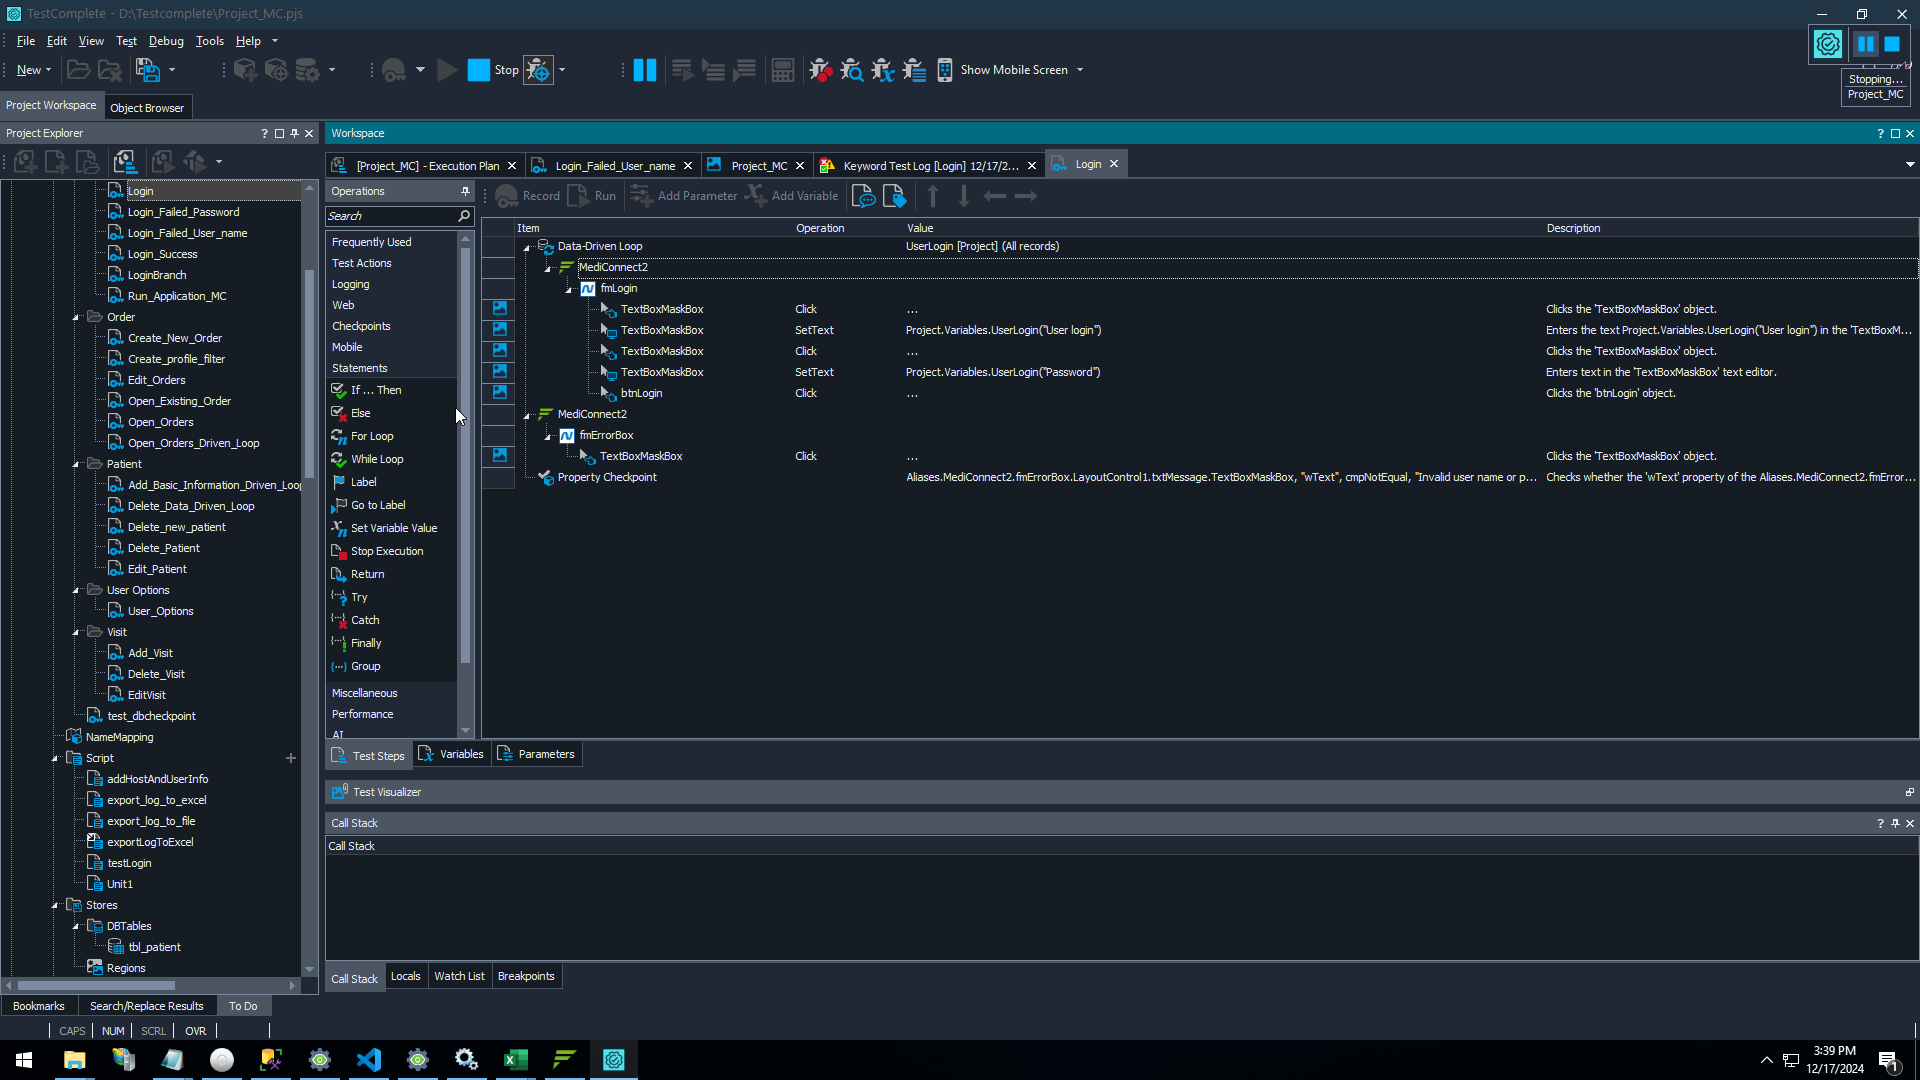 TestComplete - D:\Testcomplete\Project_MC.pjs
File Edit View Test Debug Tools Help
New Stop Show Mobile Screen
Stopping...
Project_MC
Project Workspace Object Browser
Project Explorer
Workspace
[Project_MC] - Execution Plan Login_Failed_User_name Project_MC Keyword Test Log [Login] 12/17/2... Login
Operations
Record Run Add Parameter Add Variable
Search
Login
Login_Failed_Password
Login_Failed_User_name
Login_Success
LoginBranch
Run_Application_MC
Order
Create_New_Order
Create_profile_filter
Edit_Orders
Open_Existing_Order
Open_Orders
Open_Orders_Driven_Loop
Patient
Add_Basic_Information_Driven_Loop
Delete_Data_Driven_Loop
Delete_new_patient
Delete_Patient
Edit_Patient
User Options
User_Options
Visit
Add_Visit
Delete_Visit
EditVisit
test_dbcheckpoint
NameMapping
Script
addHostAndUserInfo
export_log_to_excel
export_log_to_file
exportLogToExcel
testLogin
Unit1
Stores
DBTables
tbl_patient
Regions
Frequently Used
Test Actions
Logging
Web
Checkpoints
Mobile
Statements
If ... Then
Else
For Loop
While Loop
Label
Go to Label
Set Variable Value
Stop Execution
Return
Try
Catch
Finally
Group
Miscellaneous
Performance
AI
Item Operation Value Description
Data-Driven Loop UserLogin [Project] (All records)
MediConnect2
fmLogin
TextBoxMaskBox Click ... Clicks the 'TextBoxMaskBox' object.
TextBoxMaskBox SetText Project.Variables.UserLogin("User login") Enters the text Project.Variables.UserLogin("User login") in the 'TextBoxM...
TextBoxMaskBox Click ... Clicks the 'TextBoxMaskBox' object.
TextBoxMaskBox SetText Project.Variables.UserLogin("Password") Enters text in the 'TextBoxMaskBox' text editor.
btnLogin Click ... Clicks the 'btnLogin' object.
MediConnect2
fmErrorBox
TextBoxMaskBox Click ... Clicks the 'TextBoxMaskBox' object.
Property Checkpoint Aliases.MediConnect2.fmErrorBox.LayoutControl1.txtMessage.TextBoxMaskBox, "wText", cmpNotEqual, "Invalid user name or p... Checks whether the 'wText' property of the Aliases.MediConnect2.fmError...
Test Steps Variables Parameters
Test Visualizer
Call Stack
Call Stack
Call Stack Locals Watch List Breakpoints
Bookmarks Search/Replace Results To Do
CAPS NUM SCRL OVR
3:39 PM
12/17/2024
1